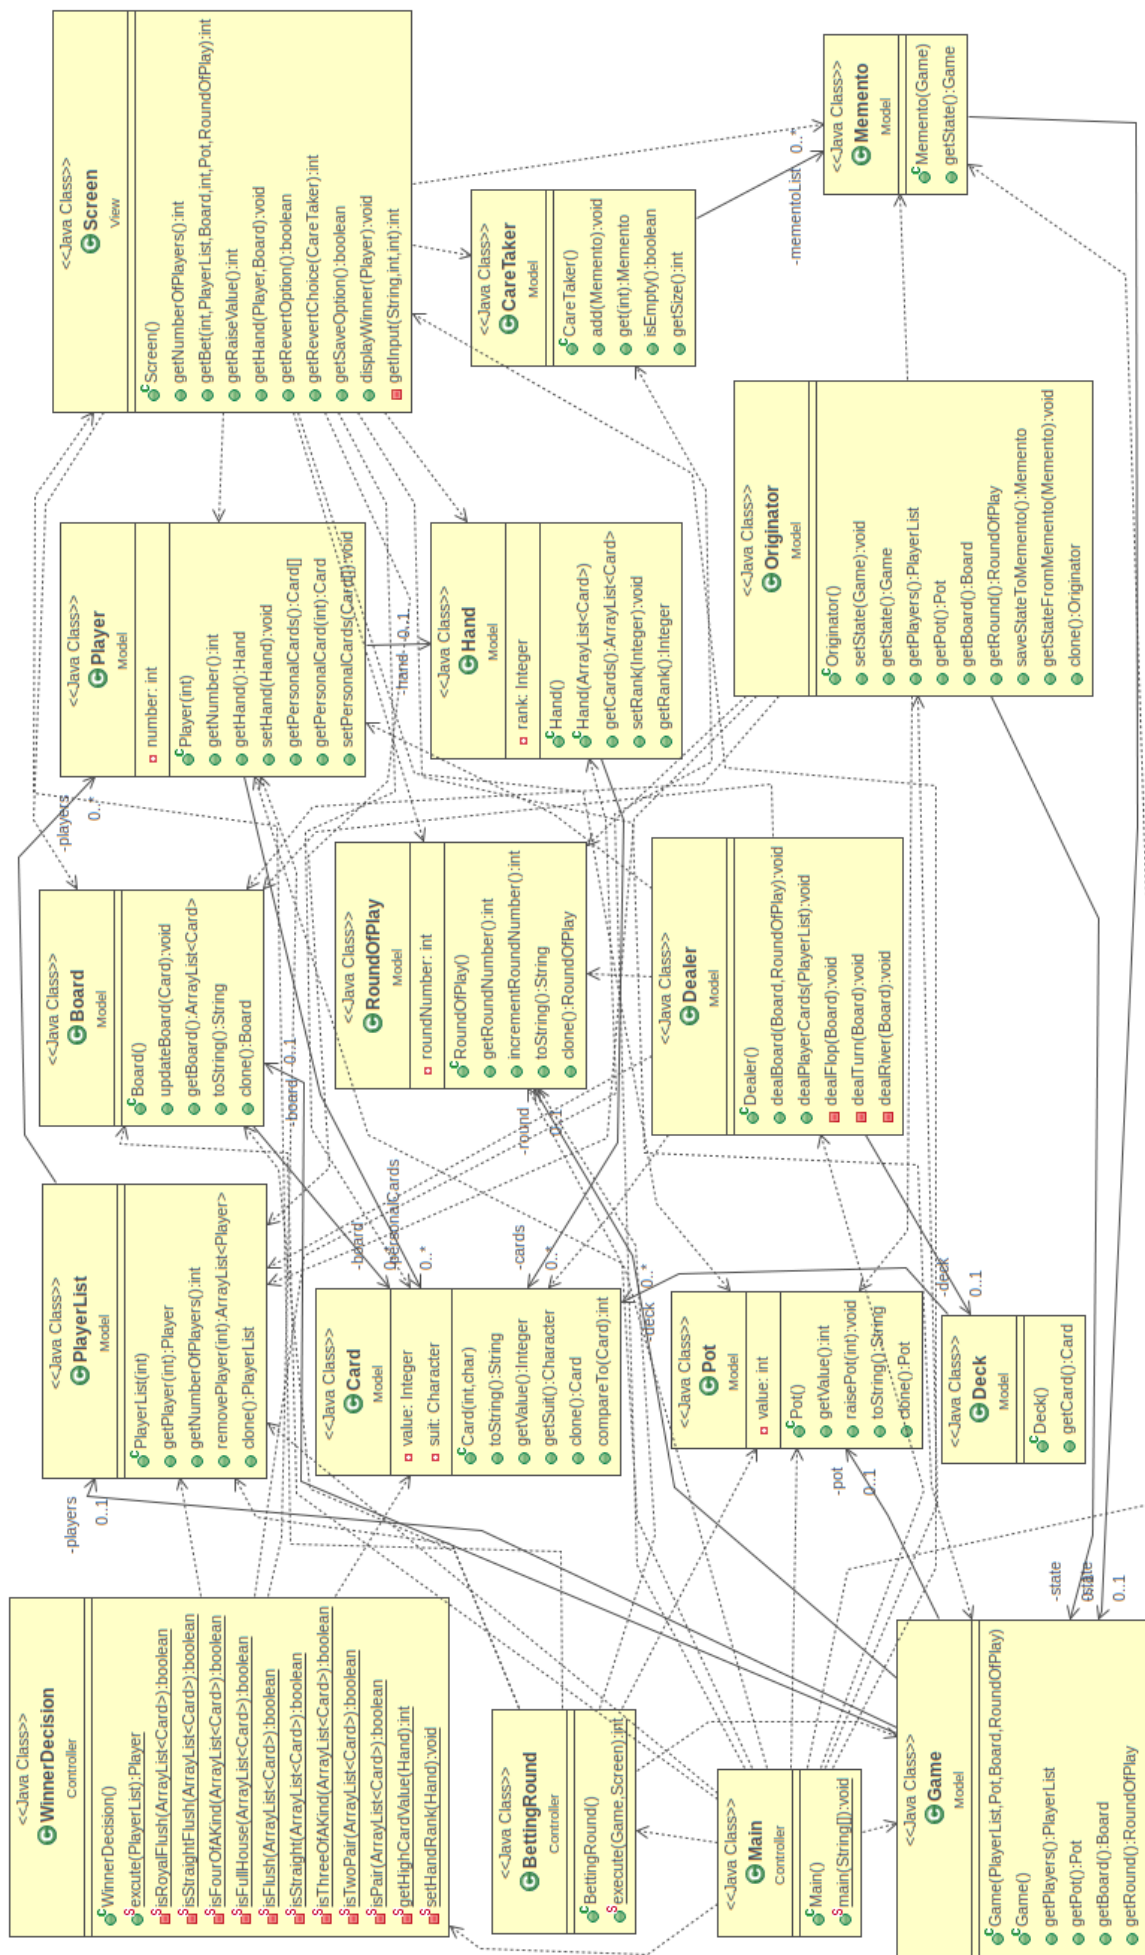 <<Java Class>>
WinnerDecision
Controller
WinnerDecision()
excute(PlayerList):Player
isRoyalFlush(ArrayList<Card>):boolean
isStraightFlush(ArrayList<Card>):boolean
isFourOfAKind(ArrayList<Card>):boolean
isFullHouse(ArrayList<Card>):boolean
isFlush(ArrayList<Card>):boolean
isStraight(ArrayList<Card>):boolean
isThreeOfAKind(ArrayList<Card>):boolean
isTwoPair(ArrayList<Card>):boolean
isPair(ArrayList<Card>):boolean
getHighCardValue(Hand):int
setHandRank(Hand):void
-players
0..1
<<Java Class>>
PlayerList
Model
PlayerList(int)
getPlayer(int):Player
getNumberOfPlayers():int
removePlayer(int):ArrayList<Player>
clone():PlayerList
<<Java Class>>
Board
Model
Board()
updateBoard(Card):void
getBoard():ArrayList<Card>
toString():String
clone():Board
-board 0..1
-players
0..*
<<Java Class>>
Player
Model
number: int
Player(int)
getNumber():int
getHand():Hand
setHand(Hand):void
getPersonalCards():Card[]
getPersonalCard(int):Card
setPersonalCards(Card[]):void
-hand 0..1
<<Java Class>>
Screen
View
Screen()
getNumberOfPlayers():int
getBet(int,PlayerList,Board,int,Pot,RoundOfPlay):int
getRaiseValue():int
getHand(Player,Board):void
getRevertOption():boolean
getRevertChoice(CareTaker):int
getSaveOption():boolean
displayWinner(Player):void
getInput(String,int,int):int
<<Java Class>>
Card
Model
value: Integer
suit: Character
Card(int,char)
toString():String
getValue():Integer
getSuit():Character
clone():Card
compareTo(Card):int
-board
0..*
-personalCards
0..*
-cards
0..*
-deck
0..*
<<Java Class>>
RoundOfPlay
Model
roundNumber: int
RoundOfPlay()
getRoundNumber():int
incrementRoundNumber():int
toString():String
clone():RoundOfPlay
-round
0..1
<<Java Class>>
Hand
Model
rank: Integer
Hand()
Hand(ArrayList<Card>)
getCards():ArrayList<Card>
setRank(Integer):void
getRank():Integer
<<Java Class>>
CareTaker
Model
CareTaker()
add(Memento):void
get(int):Memento
isEmpty():boolean
getSize():int
-mementoList 0..*
<<Java Class>>
BettingRound
Controller
BettingRound()
execute(Game,Screen):int
<<Java Class>>
Pot
Model
value: int
Pot()
getValue():int
raisePot(int):void
toString():String
clone():Pot
-pot
0..1
<<Java Class>>
Dealer
Model
Dealer()
dealBoard(Board,RoundOfPlay):void
dealPlayerCards(PlayerList):void
dealFlop(Board):void
dealTurn(Board):void
dealRiver(Board):void
-deck
0..1
<<Java Class>>
Originator
Model
Originator()
setState(Game):void
getState():Game
getPlayers():PlayerList
getPot():Pot
getBoard():Board
getRound():RoundOfPlay
saveStateToMemento():Memento
getStateFromMemento(Memento):void
clone():Originator
<<Java Class>>
Memento
Model
Memento(Game)
getState():Game
<<Java Class>>
Main
Controller
Main()
main(String[]):void
<<Java Class>>
Deck
Model
Deck()
getCard():Card
<<Java Class>>
Game
Model
Game(PlayerList,Pot,Board,RoundOfPlay)
Game()
getPlayers():PlayerList
getPot():Pot
getBoard():Board
getRound():RoundOfPlay
-state
0..1
-state
0..1